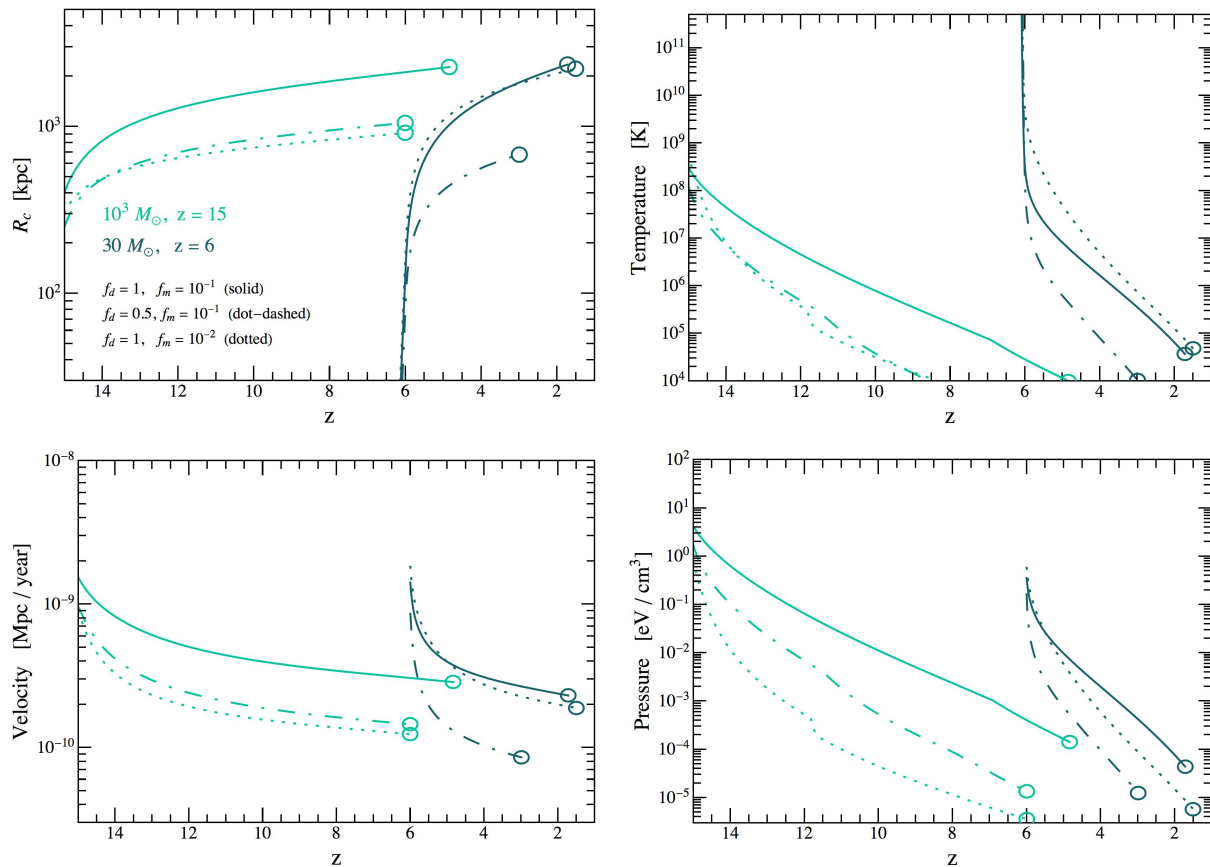 10³
10²
R_c [kpc]
10³ M_⊙, z = 15
30 M_⊙, z = 6
f_d = 1, f_m = 10⁻¹ (solid)
f_d = 0.5, f_m = 10⁻¹ (dot−dashed)
f_d = 1, f_m = 10⁻² (dotted)
14 12 10 8 6 4 2
z
10¹¹
10¹⁰
10⁹
10⁸
10⁷
10⁶
10⁵
10⁴
Temperature [K]
14 12 10 8 6 4 2
z
10⁻⁸
10⁻⁹
10⁻¹⁰
Velocity [Mpc / year]
14 12 10 8 6 4 2
z
10²
10¹
10⁰
10⁻¹
10⁻²
10⁻³
10⁻⁴
10⁻⁵
Pressure [eV / cm³]
14 12 10 8 6 4 2
z